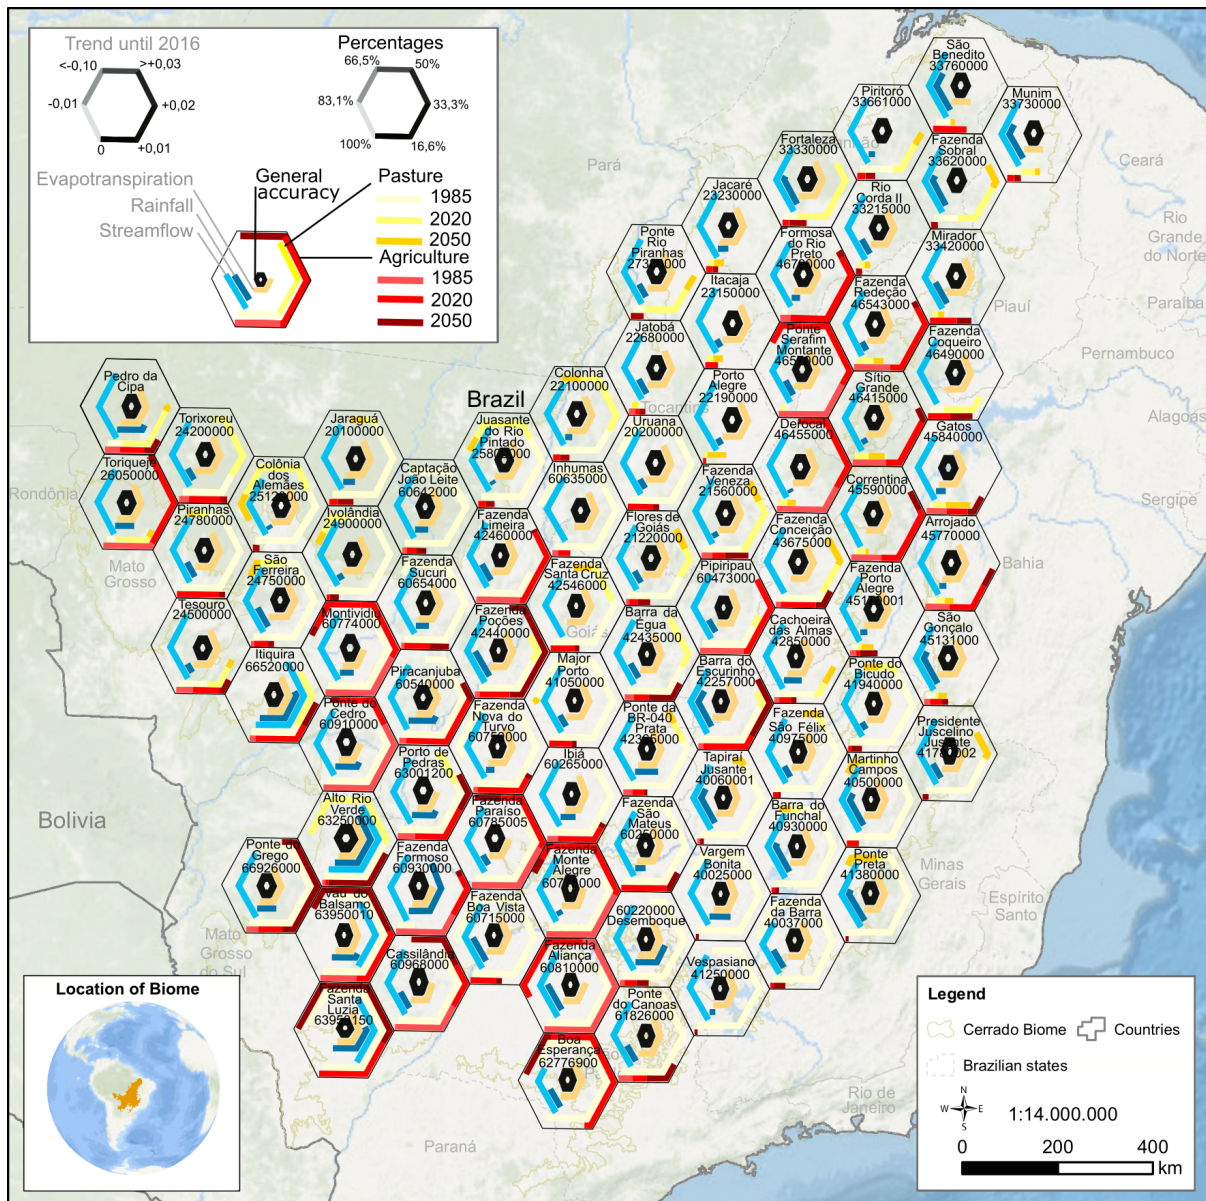 Trend until 2016
<-0,10
>+0,03
-0,01
+0,02
0
+0,01
Percentages
66,5%
50%
83,1%
33,3%
100%
16,6%
Evapotranspiration
Rainfall
Streamflow
General
accuracy
Pasture
1985
2020
2050
Agriculture
1985
2020
2050
São
Benedito
33760000
Piritoró
33661000
Munim
33730000
Fortaleza
33330000
Fazenda
Sobral
33620000
Jacaré
23230000
Rio
Corda II
33215000
Ponte
Rio
Piranhas
Formosa
do Rio
Preto
Mirador
33420000
Itacaja
23150000
Fazenda
Redeção
46543000
Jatobá
22680000
Ponte
Serafim
Montante
Fazenda
Coqueiro
46490000
Colonha
22100000
Porto
Alegre
22190000
Sítio
Grande
46415000
Pedro da
Cipa
Torixoreu
24200000
Jaraguá
20100000
Juasante
do Rio
Pintado
Uruana
20200000
Defocal
46455000
Gatos
45840000
Toriqueje
26050000
Colônia
dos
Alemães
Captação
João Leite
60642000
Inhumas
60635000
Fazenda
Veneza
21560000
Correntina
45590000
Piranhas
24780000
Ivolândia
24900000
Fazenda
Limeira
42460000
Flores de
Goiás
21220000
Fazenda
Conceição
43675000
Arrojado
45770000
São
Ferreira
24750000
Fazenda
Sucuri
60654000
Fazenda
Santa Cruz
42546000
Pipiripau
60473000
Fazenda
Porto
Alegre
Tesouro
24500000
Montividiu
60774000
Fazenda
Poções
42440000
Barra da
Égua
42435000
Cachoeira
das Almas
42850000
São
Gonçalo
45131000
Itiquira
66520000
Piracanjuba
60540000
Major
Porto
41050000
Barra do
Escurinho
42257000
Ponte do
Bicudo
41940000
Ponte do
Cedro
60910000
Fazenda
Nova do
Turvo
Ponte da
BR-040
Prata
Fazenda
São Félix
40975000
Presidente
Juscelino
Porto de
Pedras
63001200
Ibiá
60265000
Tapiraí
Jusante
40060001
Martinho
Campos
40500000
Alto Rio
Verde
63250000
Fazenda
Paraíso
60785005
Fazenda
São
Mateus
60250000
Barra do
Funchal
40930000
Ponte do
Grego
66926000
Fazenda
Formoso
60930000
Fazenda
Monte
Alegre
Vargem
Bonita
40025000
Ponte
Preta
41380000
Balsamo
63950010
Fazenda
Boa Vista
60715000
60220000
Desemboque
Fazenda
da Barra
40037000
Cassilândia
60968000
Fazenda
Aliança
60810000
Vespasiano
41250000
Fazenda
Santa
Luzia
Ponte
do Canoas
61826000
Boa
Esperança
62776900
Brazil
Bolivia
Pará
Ceará
Rio
Grande
do Norte
Piauí
Paraíba
Pernambuco
Alagoas
Sergipe
Bahia
Rondônia
Mato
Grosso
Goiás
Minas
Gerais
Espírito
Santo
Mato
Grosso
do Sul
Rio de
Janeiro
Paraná
Location of Biome
Legend
Cerrado Biome
Countries
Brazilian states
N
W
E
S
1:14.000.000
0
200
400
km